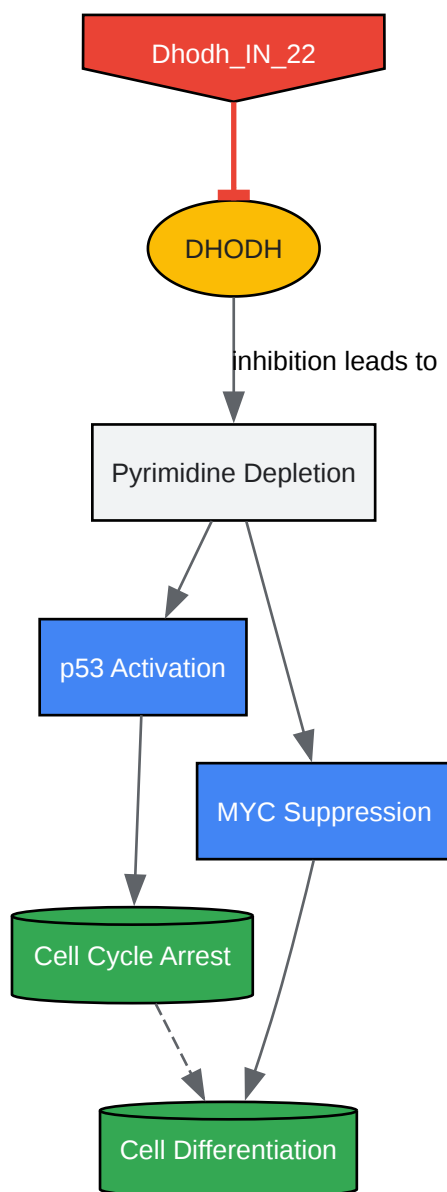 Dhodh_IN_22
DHODH
inhibition leads to
Pyrimidine Depletion
p53 Activation
MYC Suppression
Cell Cycle Arrest
Cell Differentiation